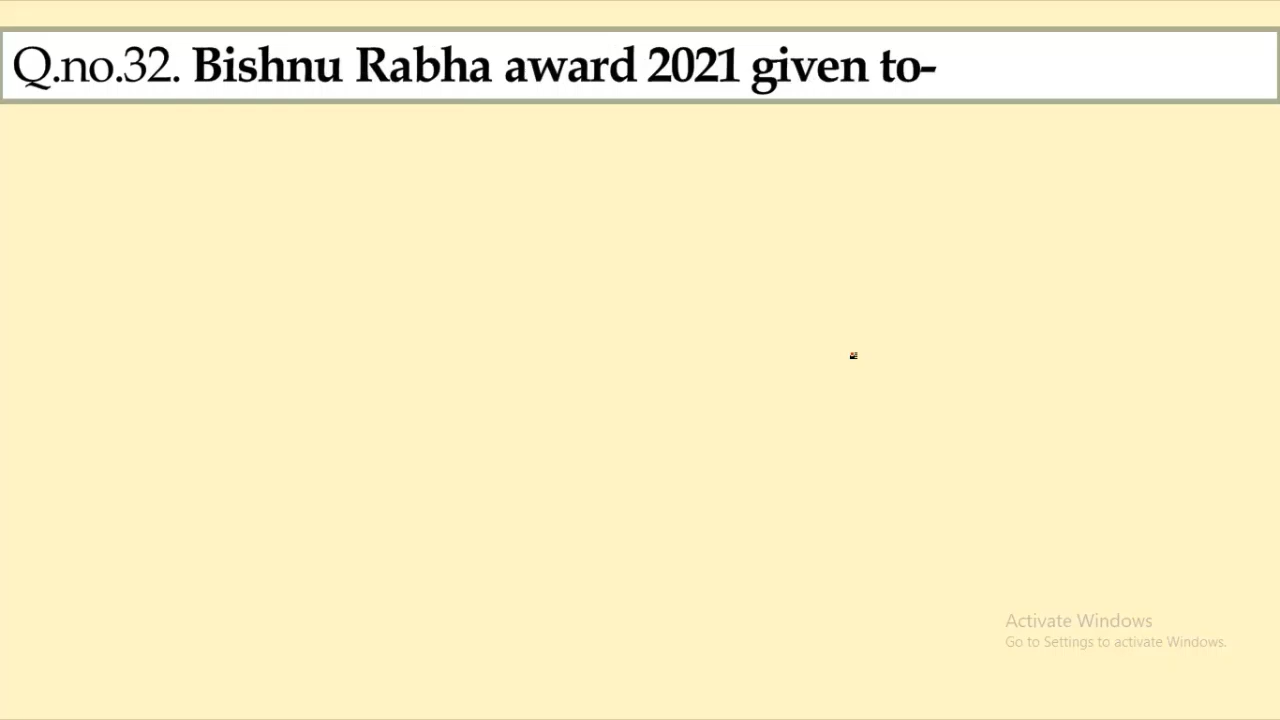 Q.no.32. Bishnu Rabha award 2021 given to-
Activate Windows
Go to Settings to activate Windows.